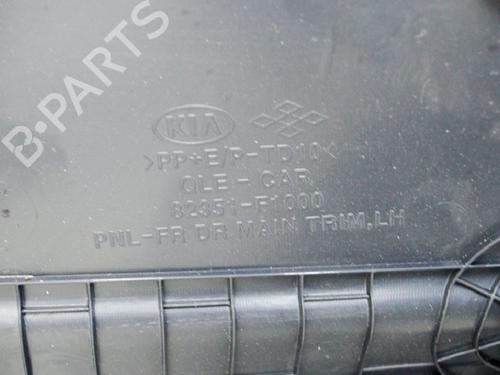 B-PARTS
KIA
>PP+E/P-TD10<
QLE - CAR
82351-F1000
PNL-FR DR MAIN TRIM,LH